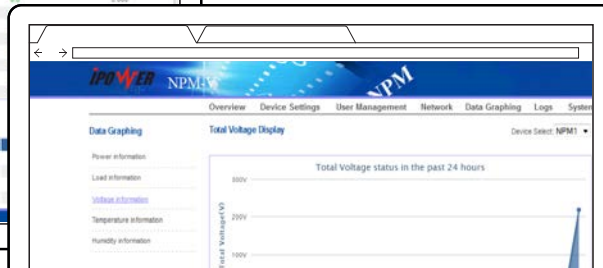 iPOWER NPM-V NPM
Overview Device Settings User Management Network Data Graphing Logs System
Data Graphing
Total Voltage Display
Device Select: NPM1
Power information
Load information
Voltage information
Temperature information
Humidity information
Total Voltage status in the past 24 hours
300V
200V
100V
Total Voltage(V)